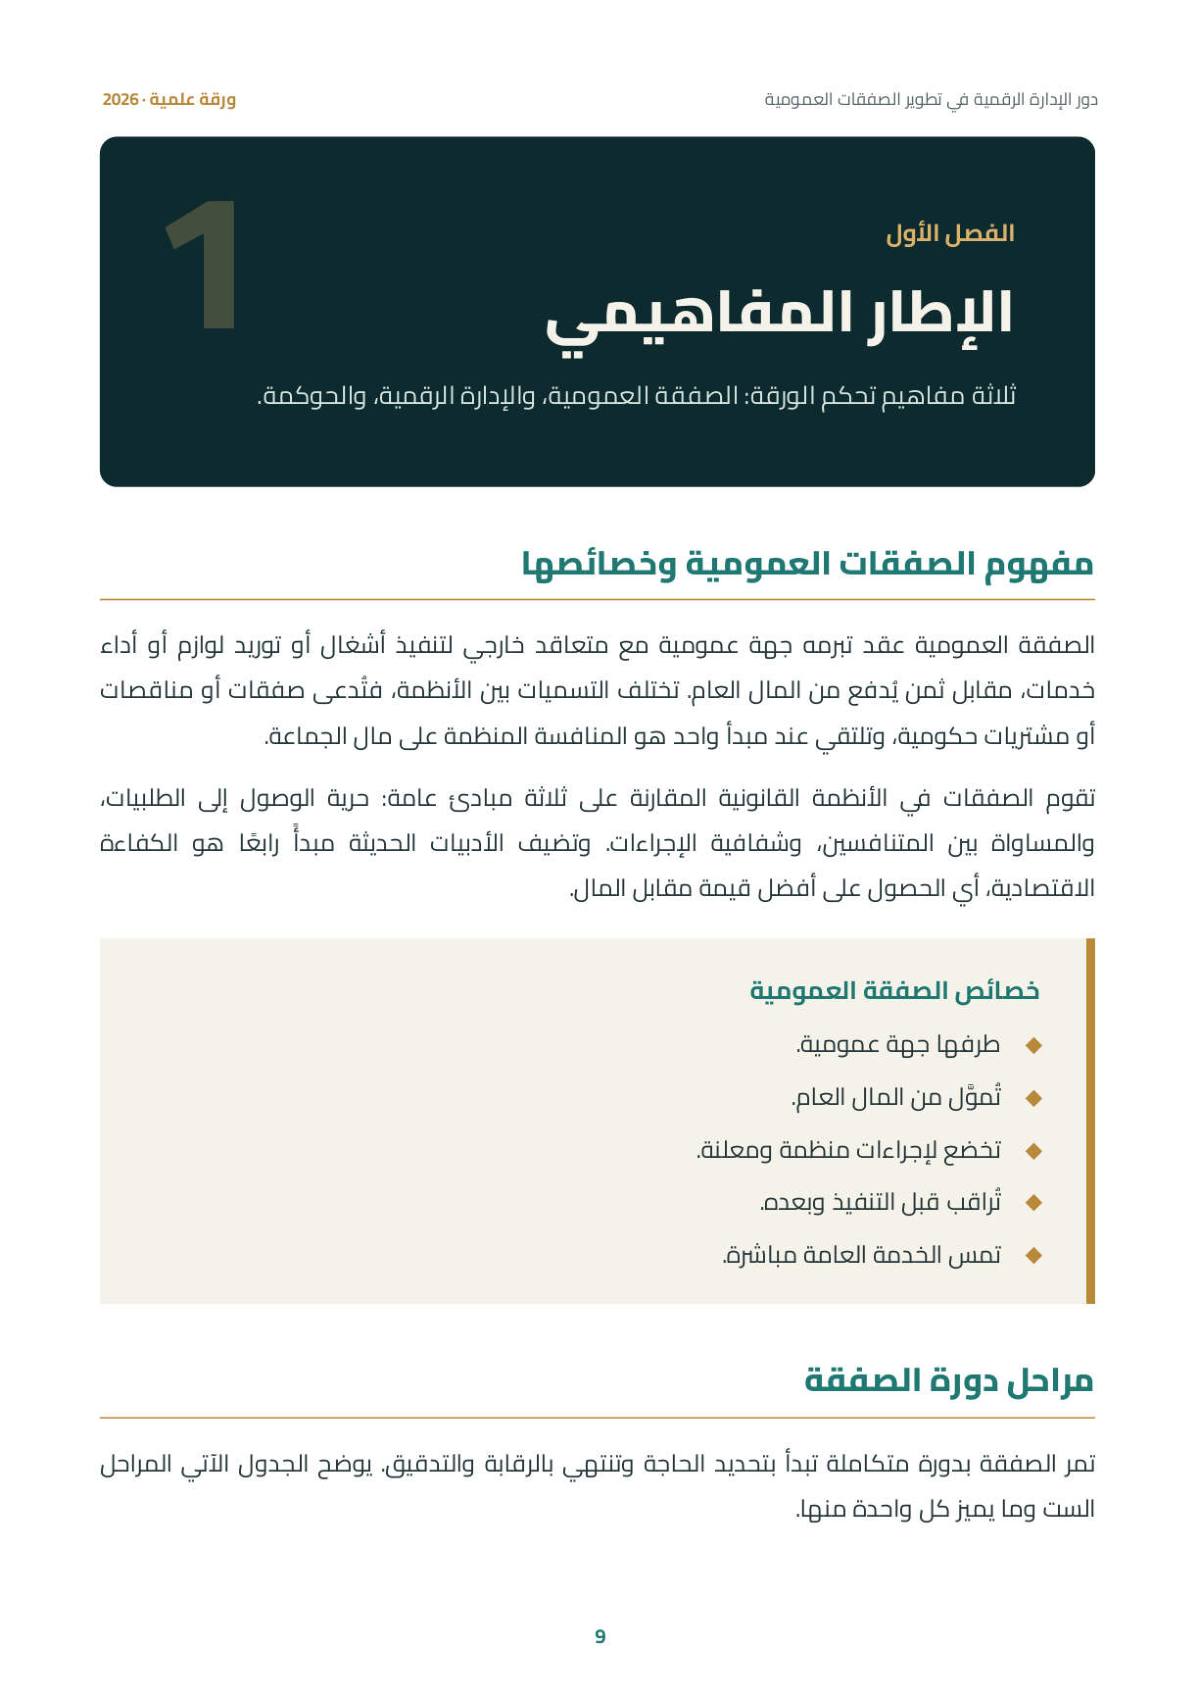 دور الإدارة الرقمية في تطوير الصفقات العمومية
ورقة علمية · 2026
1
الفصل الأول
الإطار المفاهيمي
ثلاثة مفاهيم تحكم الورقة: الصفقة العمومية، والإدارة الرقمية، والحوكمة.
مفهوم الصفقات العمومية وخصائصها
الصفقة العمومية عقد تبرمه جهة عمومية مع متعاقد خارجي لتنفيذ أشغال أو توريد لوازم أو أداء
خدمات، مقابل ثمن يُدفع من المال العام. تختلف التسميات بين الأنظمة، فتُدعى صفقات أو مناقصات
أو مشتريات حكومية، وتلتقي عند مبدأ واحد هو المنافسة المنظمة على مال الجماعة.
تقوم الصفقات في الأنظمة القانونية المقارنة على ثلاثة مبادئ عامة: حرية الوصول إلى الطلبيات،
والمساواة بين المتنافسين، وشفافية الإجراءات. وتضيف الأدبيات الحديثة مبدأً رابعًا هو الكفاءة
الاقتصادية، أي الحصول على أفضل قيمة مقابل المال.
خصائص الصفقة العمومية
◆ طرفها جهة عمومية.
◆ تُموَّل من المال العام.
◆ تخضع لإجراءات منظمة ومعلنة.
◆ تُراقب قبل التنفيذ وبعده.
◆ تمس الخدمة العامة مباشرة.
مراحل دورة الصفقة
تمر الصفقة بدورة متكاملة تبدأ بتحديد الحاجة وتنتهي بالرقابة والتدقيق. يوضح الجدول الآتي المراحل
الست وما يميز كل واحدة منها.
9